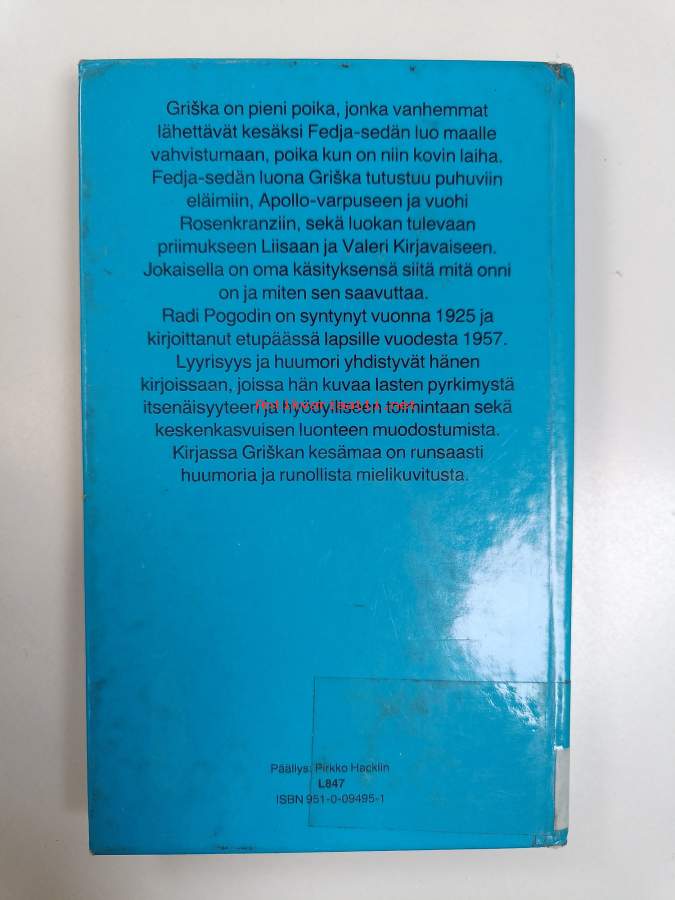 Griška on pieni poika, jonka vanhemmat
lähettävät kesäksi Fedja-sedän luo maalle
vahvistumaan, poika kun on niin kovin laiha.
Fedja-sedän luona Griška tutustuu puhuviin
eläimiin, Apollo-varpuseen ja vuohi
Rosenkranziin, sekä luokan tulevaan
priimukseen Liisaan ja Valeri Kirjavaiseen.
Jokaisella on oma käsityksensä siitä mitä onni
on ja miten sen saavuttaa.
Radi Pogodin on syntynyt vuonna 1925 ja
kirjoittanut etupäässä lapsille vuodesta 1957.
Lyyrisyys ja huumori yhdistyvät hänen
kirjoissaan, joissa hän kuvaa lasten pyrkimystä
itsenäisyyteen ja hyödylliseen toimintaan sekä
keskenkasvuisen luonteen muodostumista.
Kirjassa Griškan kesämaa on runsaasti
huumoria ja runollista mielikuvitusta.
Päällys: Pirkko Hacklin
L847
ISBN 951-0-09495-1